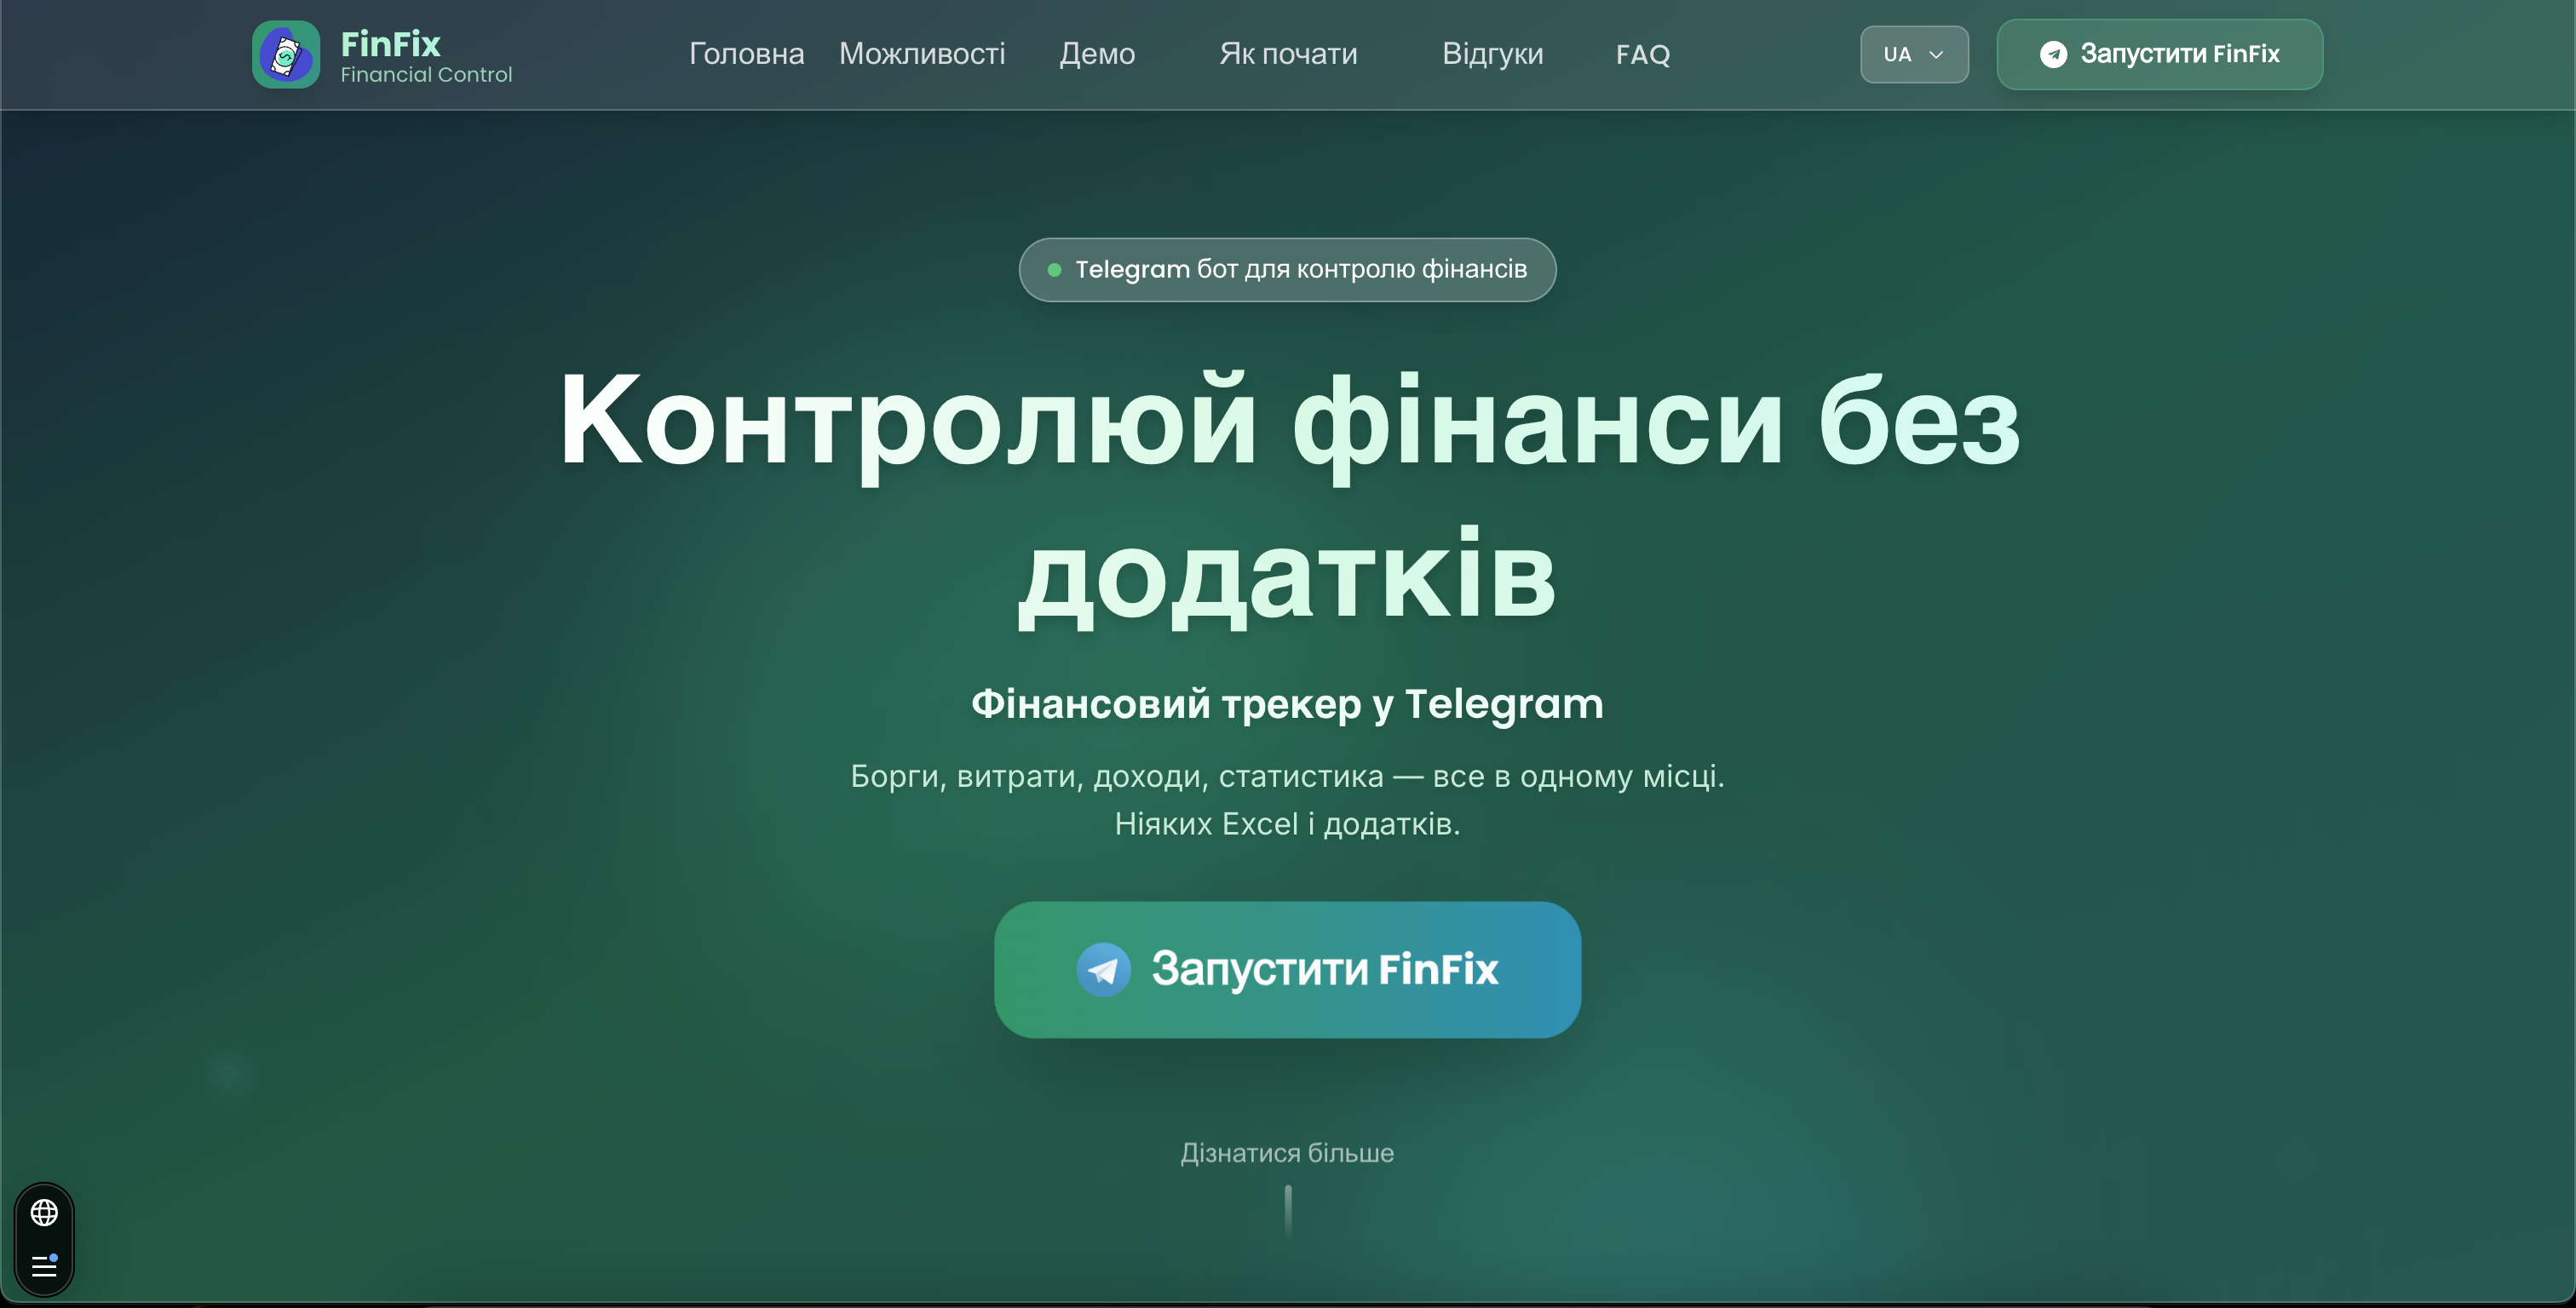 FinFix
Financial Control
Головна
Можливості
Демо
Як почати
Відгуки
FAQ
UA
Запустити FinFix
Telegram бот для контролю фінансів
Контролюй фінанси без
додатків
Фінансовий трекер у Telegram
Борги, витрати, доходи, статистика — все в одному місці.
Ніяких Excel і додатків.
Запустити FinFix
Дізнатися більше